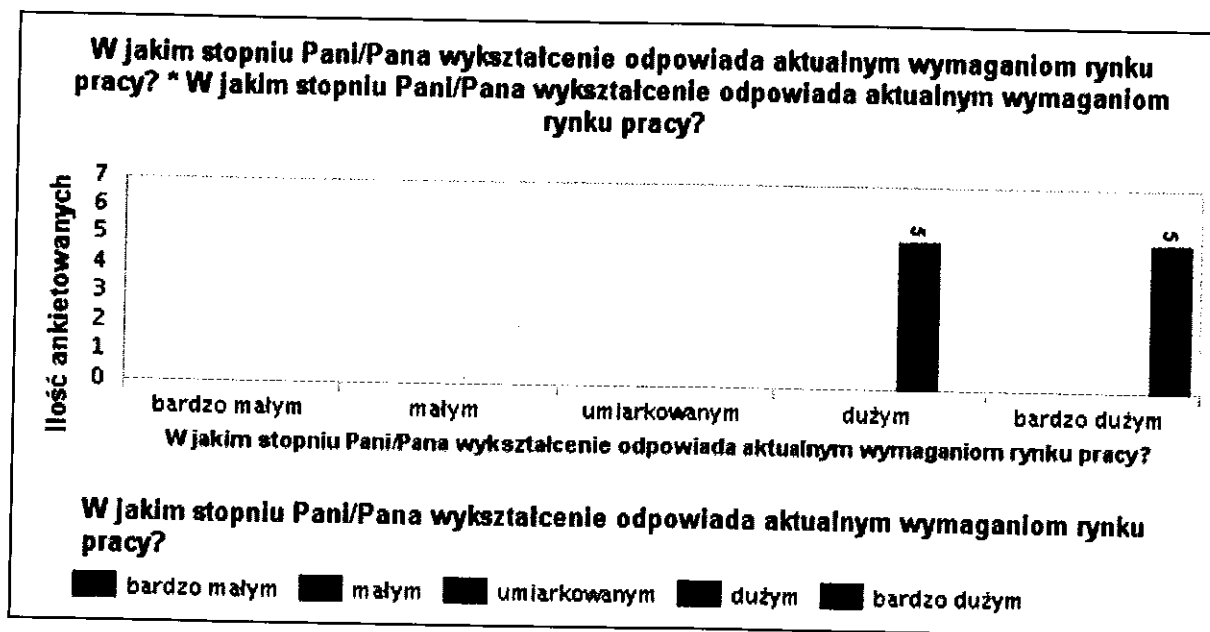 W jakim stopniu Pani/Pana wykształcenie odpowiada aktualnym wymaganiom rynku
pracy? * W jakim stopniu Pani/Pana wykształcenie odpowiada aktualnym wymaganiom
rynku pracy?
Ilość ankietowanych
7
6
5
4
3
2
1
0
5
5
bardzo małym
małym
umiarkowanym
dużym
bardzo dużym
W jakim stopniu Pani/Pana wykształcenie odpowiada aktualnym wymaganiom rynku pracy?
W jakim stopniu Pani/Pana wykształcenie odpowiada aktualnym wymaganiom rynku
pracy?
bardzo małym małym umiarkowanym dużym bardzo dużym